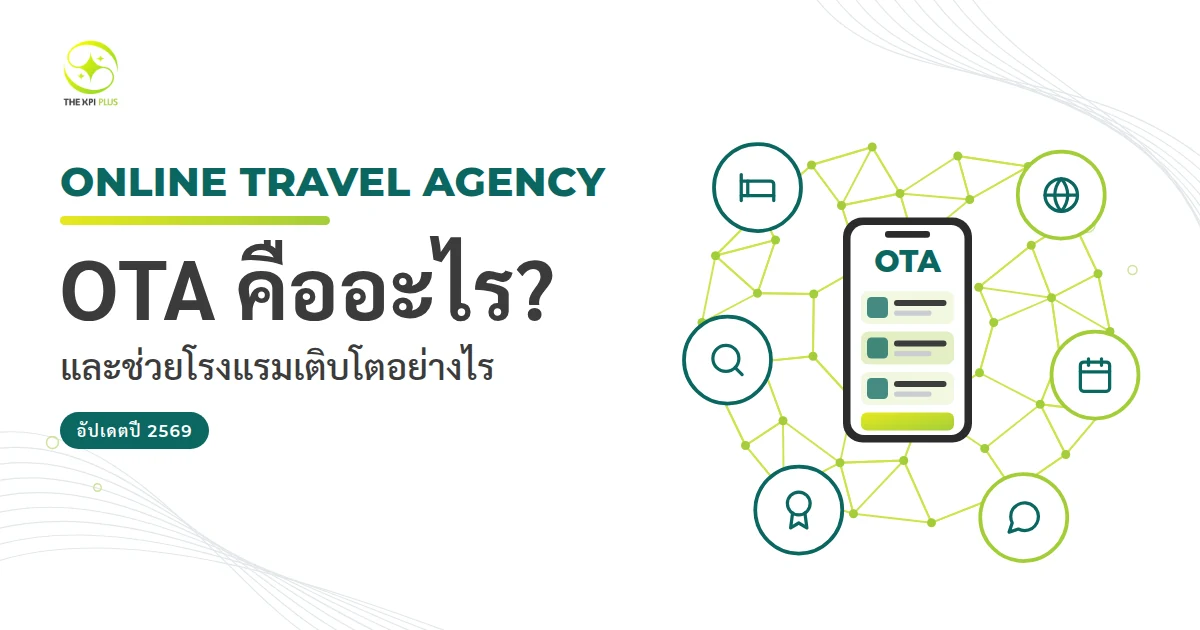 THE XPI PLUS
ONLINE TRAVEL AGENCY
OTA คืออะไร?
และช่วยโรงแรมเติบโตอย่างไร
อัปเดตปี 2569
OTA